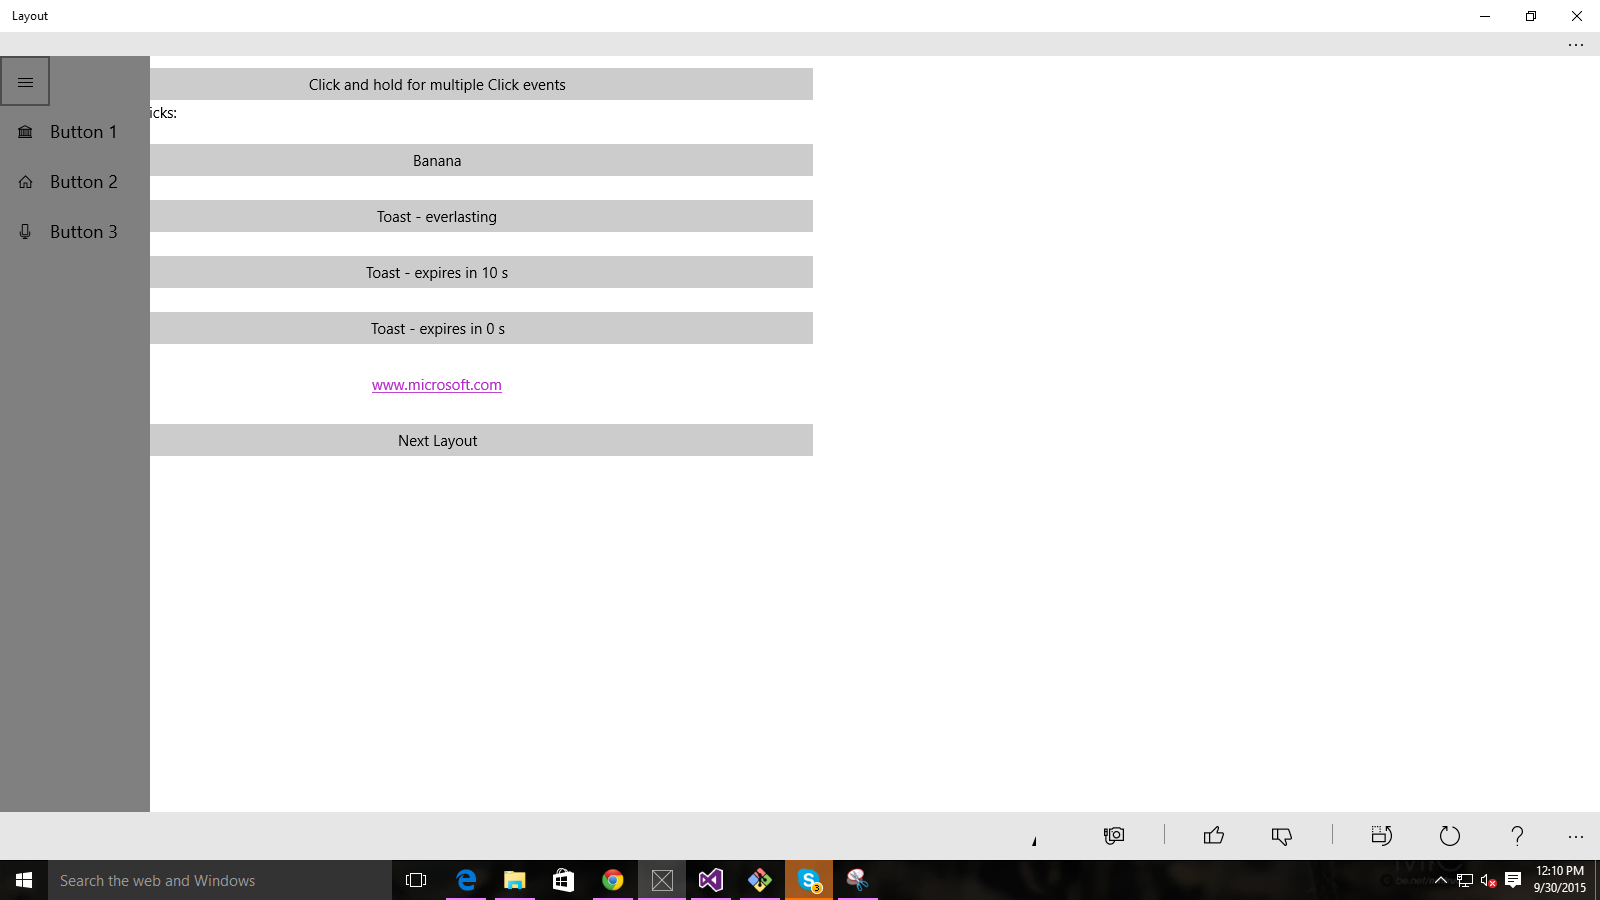 Layout
Click and hold for multiple Click events
icks:
Button 1
Banana
Button 2
Toast - everlasting
Button 3
Toast - expires in 10 s
Toast - expires in 0 s
www.microsoft.com
Next Layout
Search the web and Windows
3
12:10 PM
9/30/2015